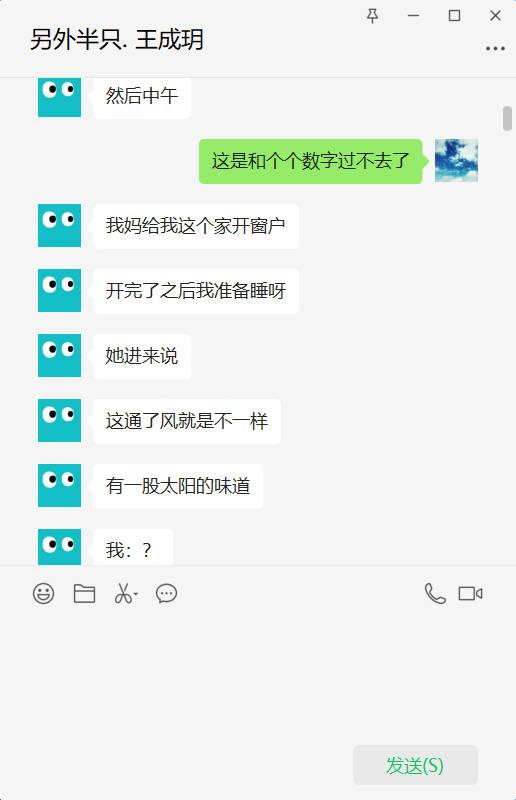 另外半只. 王成玥
然后中午
这是和个个数字过不去了
我妈给我这个家开窗户
开完了之后我准备睡呀
她进来说
这通了风就是不一样
有一股太阳的味道
我：？
发送(S)